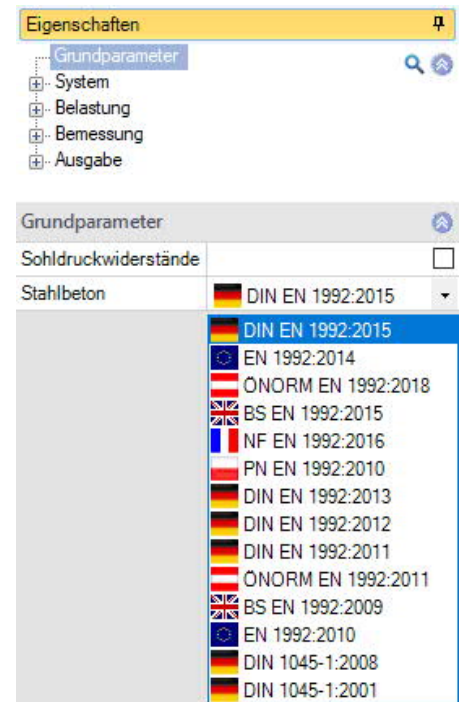 Eigenschaften
Grundparameter
System
Belastung
Bemessung
Ausgabe
Grundparameter
Sohldruckwiderstände
Stahlbeton DIN EN 1992:2015
DIN EN 1992:2015
EN 1992:2014
ÖNORM EN 1992:2018
BS EN 1992:2015
NF EN 1992:2016
PN EN 1992:2010
DIN EN 1992:2013
DIN EN 1992:2012
DIN EN 1992:2011
ÖNORM EN 1992:2011
BS EN 1992:2009
EN 1992:2010
DIN 1045-1:2008
DIN 1045-1:2001